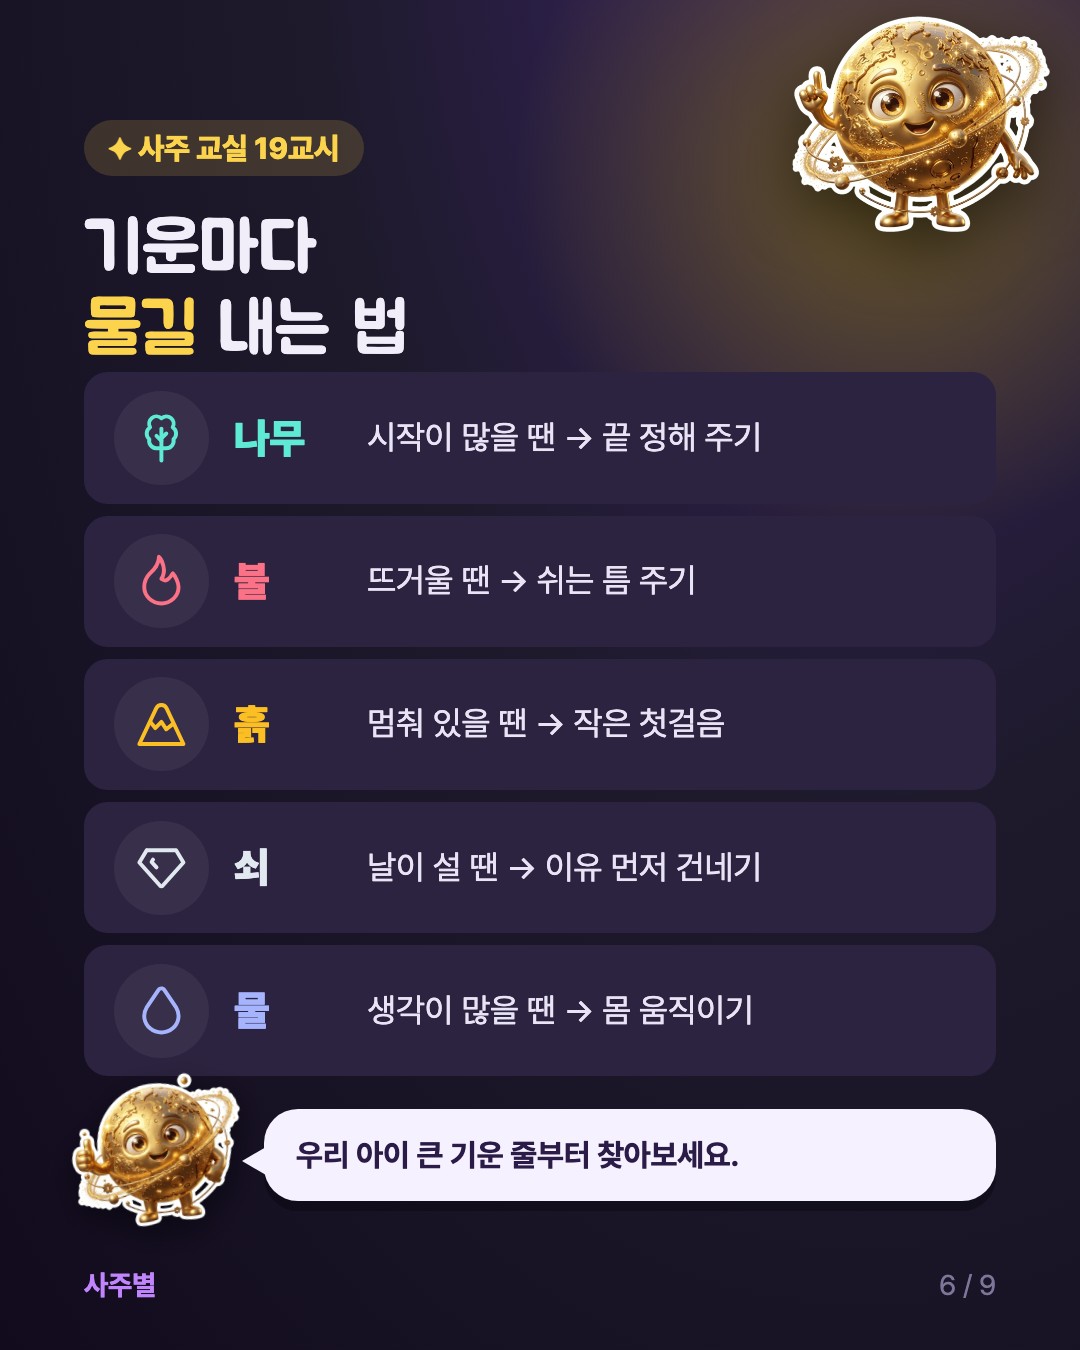 ✦ 사주 교실 19교시
기운마다
물길 내는 법
나무 시작이 많을 땐 → 끝 정해 주기
불 뜨거울 땐 → 쉬는 틈 주기
흙 멈춰 있을 땐 → 작은 첫걸음
쇠 날이 설 땐 → 이유 먼저 건네기
물 생각이 많을 땐 → 몸 움직이기
우리 아이 큰 기운 줄부터 찾아보세요.
사주별
6 / 9